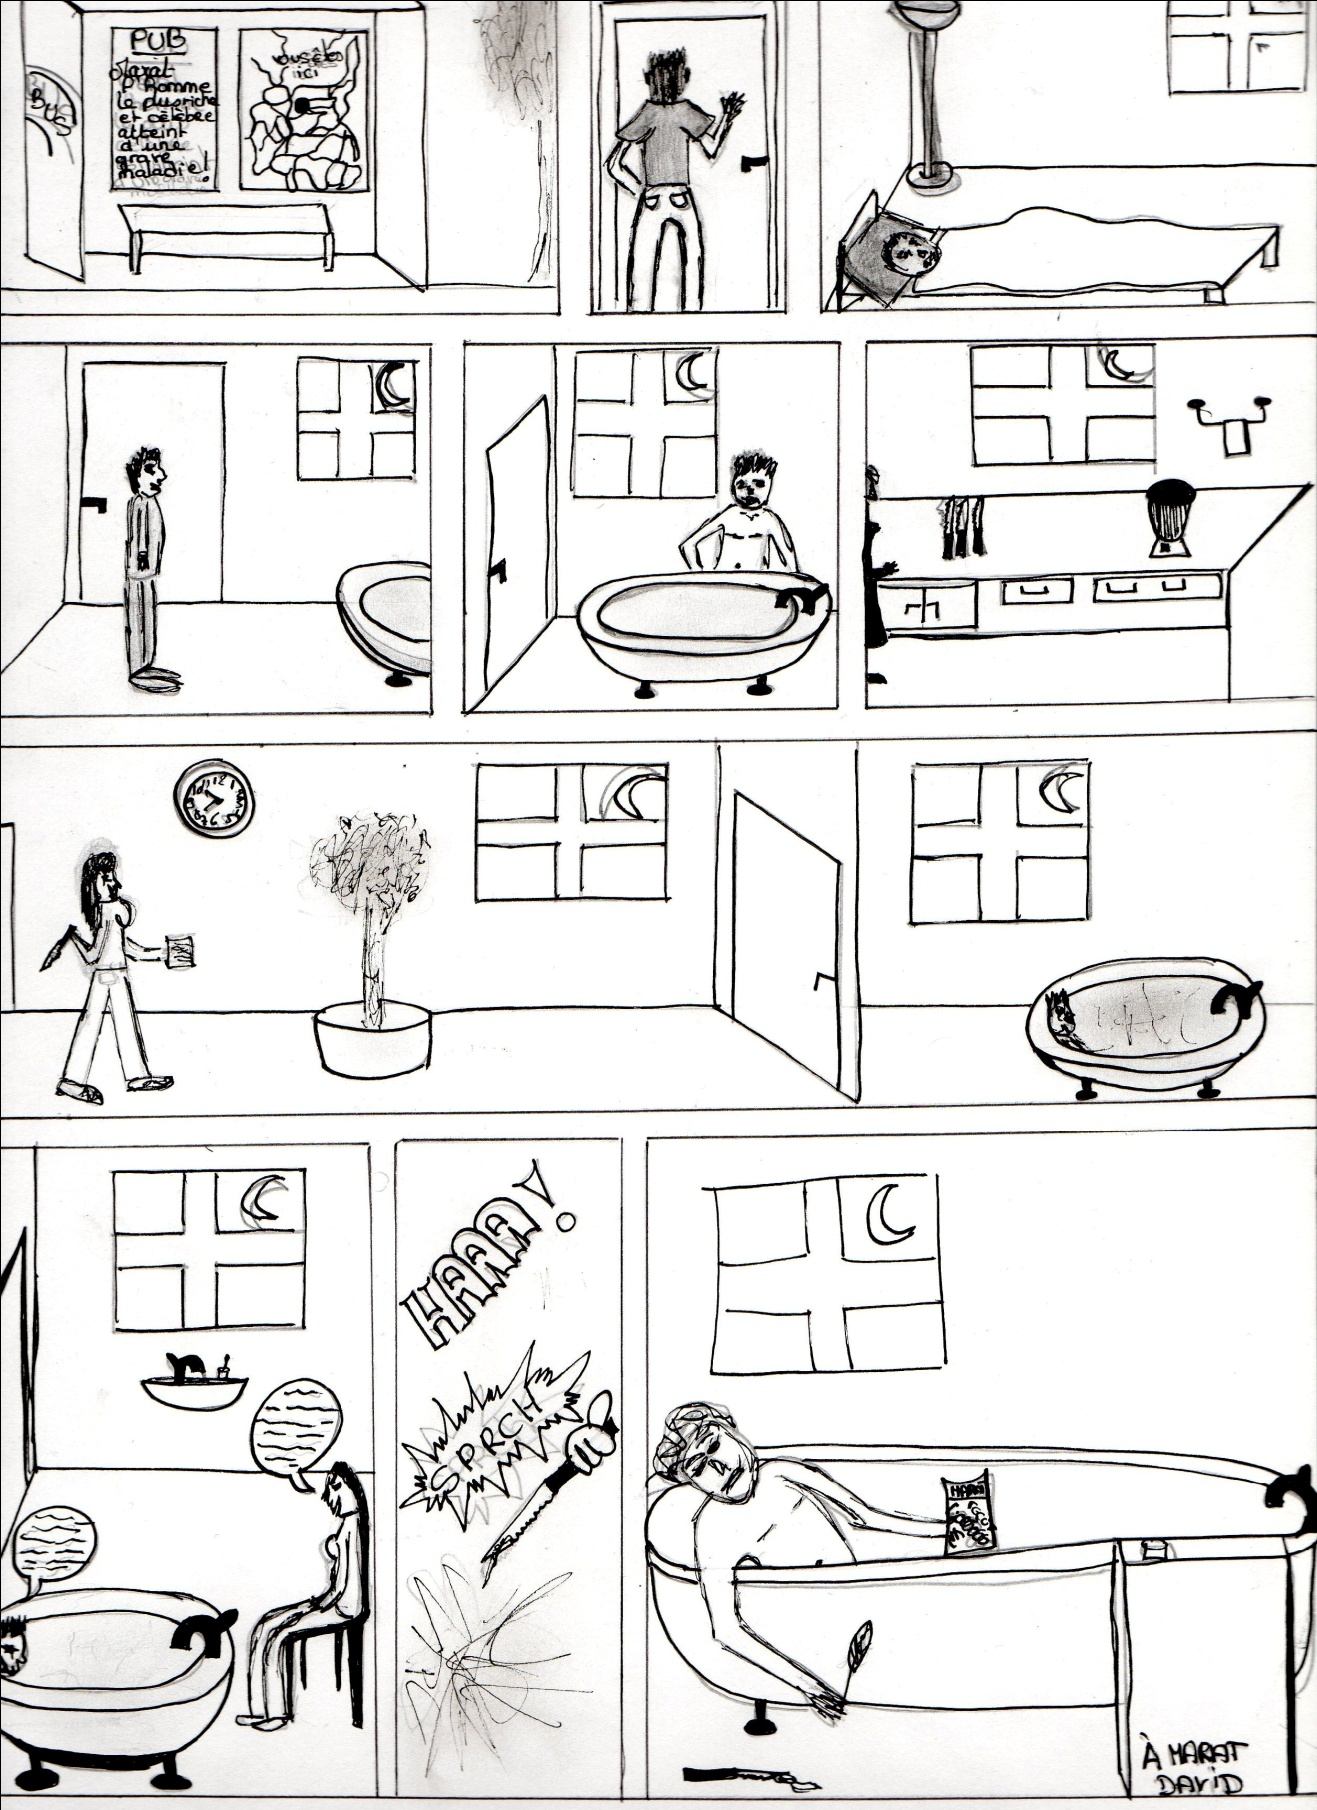 BUS
PUB
Marat
l'homme
le plus riche
et célèbre
atteint
d'une
grave
maladie!
vous êtes
ici
HAAA!
SPRCH
À MARAT
DAVID